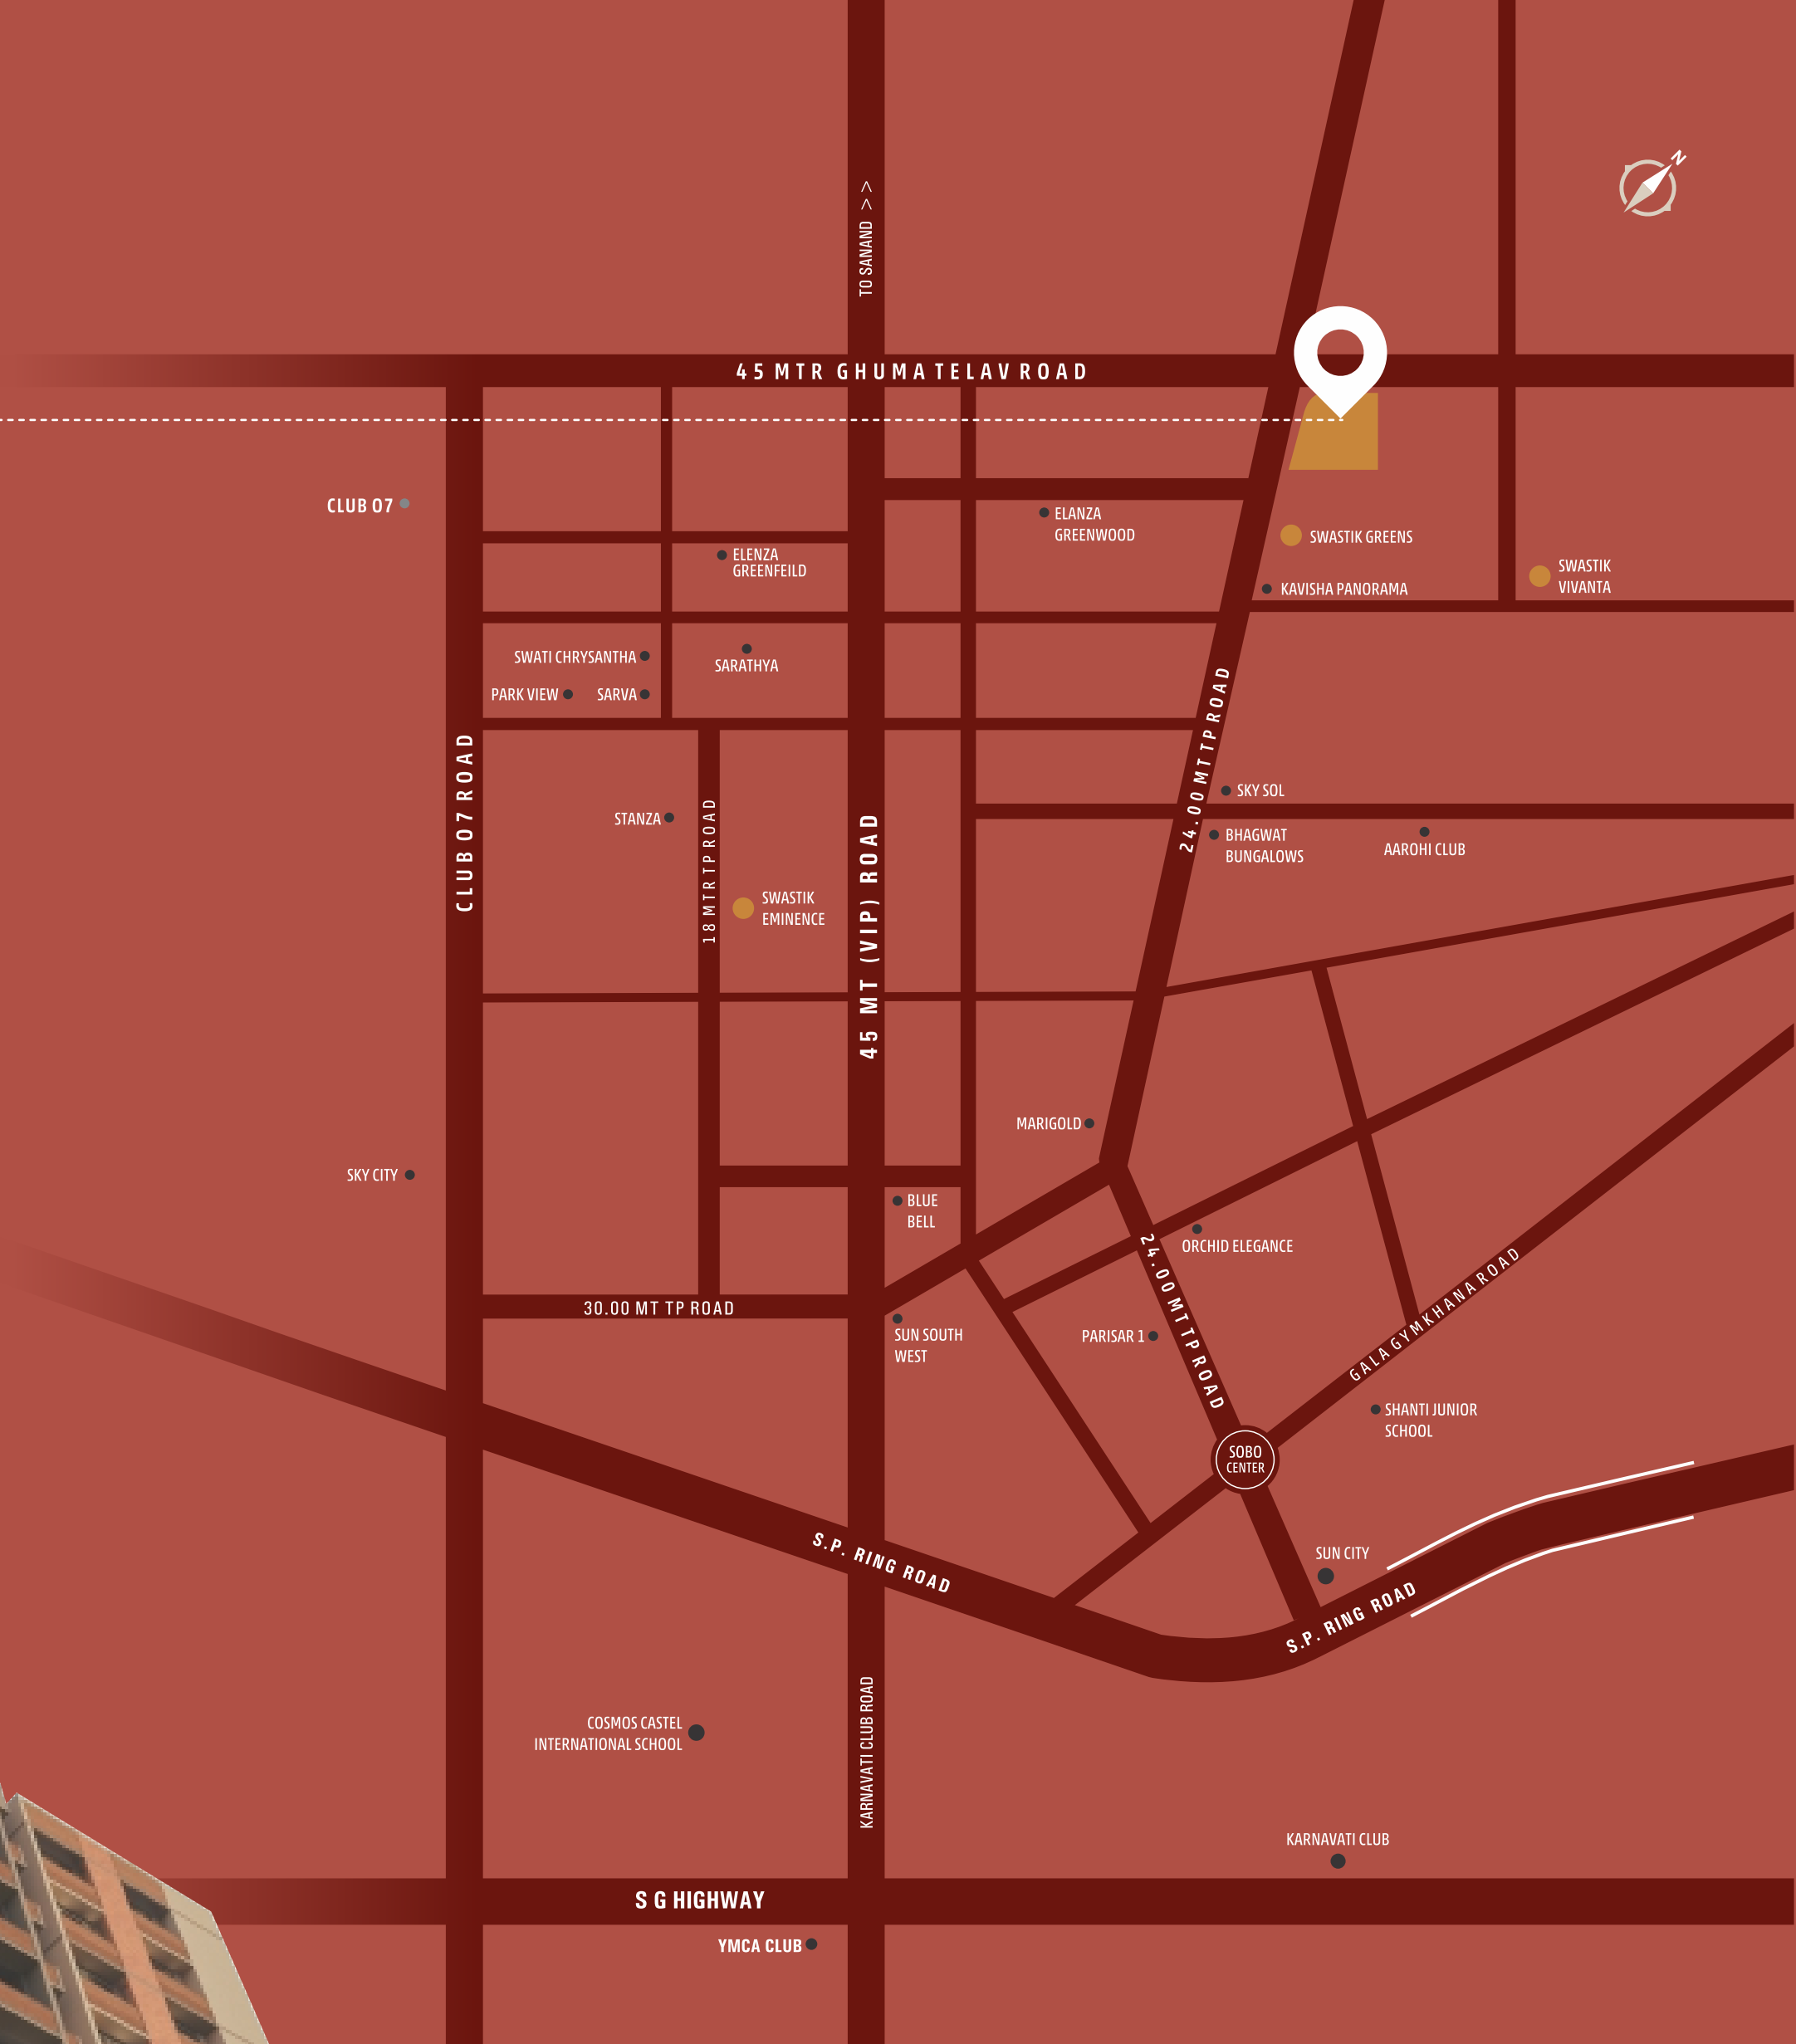 N
TO SANAND >>
45 MTR GHUMA TELAV ROAD
CLUB O7
ELANZA
GREENWOOD
SWASTIK GREENS
ELENZA
GREENFEILD
SWASTIK
VIVANTA
KAVISHA PANORAMA
SWATI CHRYSANTHA
SARATHYA
PARK VIEW
SARVA
24.00 MT TP ROAD
CLUB O7 ROAD
SKY SOL
STANZA
18 MTR TP ROAD
45 MT (VIP) ROAD
BHAGWAT
BUNGALOWS
AAROHI CLUB
SWASTIK
EMINENCE
MARIGOLD
SKY CITY
BLUE
BELL
ORCHID ELEGANCE
24.00 MT TP ROAD
GALA GYMKHANA ROAD
30.00 MT TP ROAD
SUN SOUTH
WEST
PARISAR 1
SHANTI JUNIOR
SCHOOL
SOBO
CENTER
S.P. RING ROAD
SUN CITY
S.P. RING ROAD
COSMOS CASTEL
INTERNATIONAL SCHOOL
KARNAVATI CLUB ROAD
KARNAVATI CLUB
S G HIGHWAY
YMCA CLUB